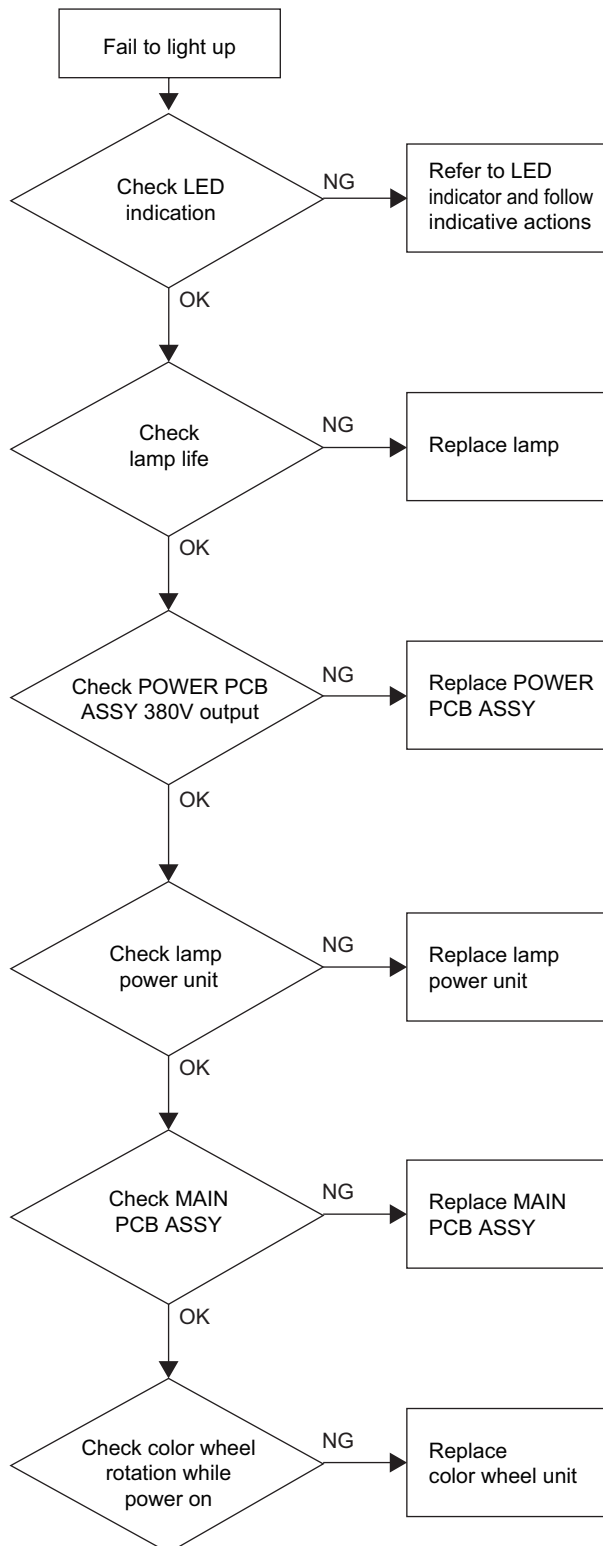 Fail to light up
Check LED
indication
NG
Refer to LED
indicator and follow
indicative actions
OK
Check
lamp life
NG
Replace lamp
OK
Check POWER PCB
ASSY 380V output
NG
Replace POWER
PCB ASSY
OK
Check lamp
power unit
NG
Replace lamp
power unit
OK
Check MAIN
PCB ASSY
NG
Replace MAIN
PCB ASSY
OK
Check color wheel
rotation while
power on
NG
Replace
color wheel unit